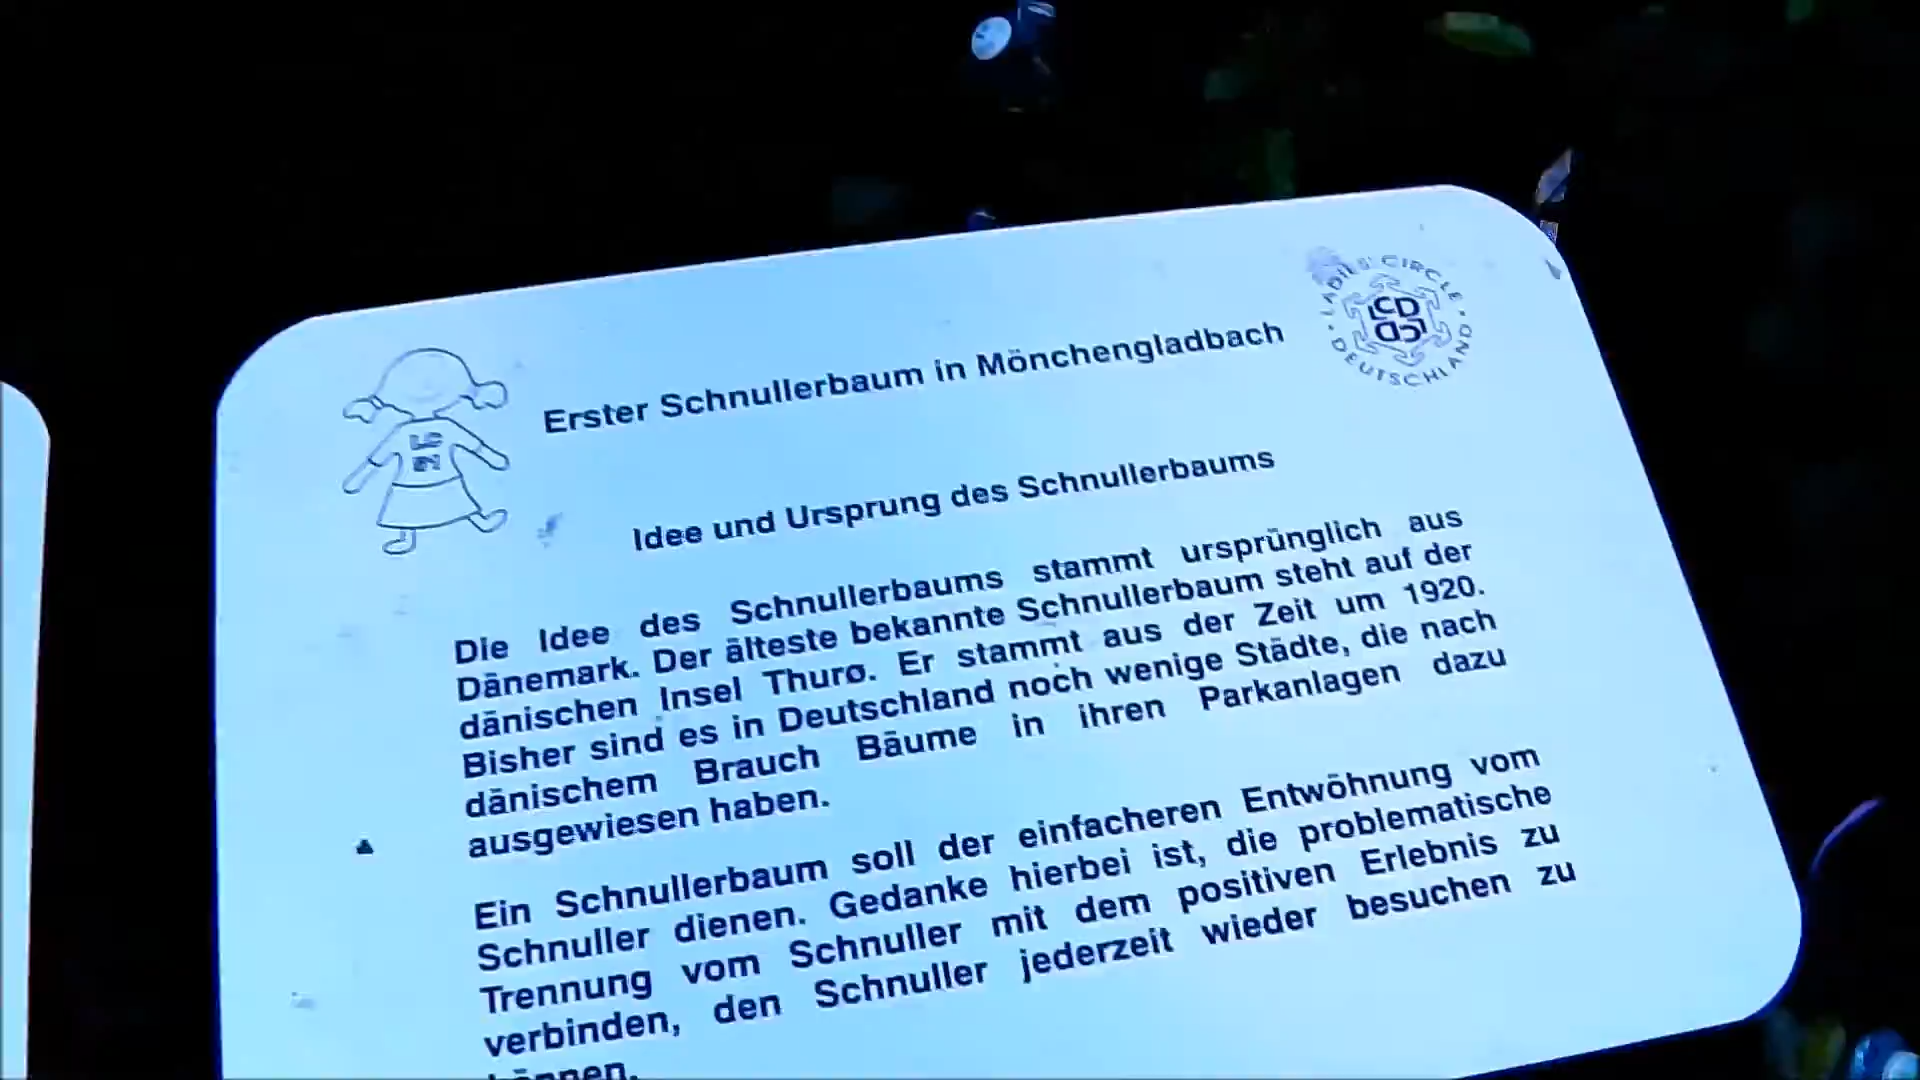 LADIES' CIRCLE
LCD
DEUTSCHLAND
Erster Schnullerbaum in Mönchengladbach
Idee und Ursprung des Schnullerbaums
Die Idee des Schnullerbaums stammt ursprünglich aus
Dänemark. Der älteste bekannte Schnullerbaum steht auf der
dänischen Insel Thurø. Er stammt aus der Zeit um 1920.
Bisher sind es in Deutschland noch wenige Städte, die nach
dänischem Brauch Bäume in ihren Parkanlagen dazu
ausgewiesen haben.
Ein Schnullerbaum soll der einfacheren Entwöhnung vom
Schnuller dienen. Gedanke hierbei ist, die problematische
Trennung vom Schnuller mit dem positiven Erlebnis zu
verbinden, den Schnuller jederzeit wieder besuchen zu
können.